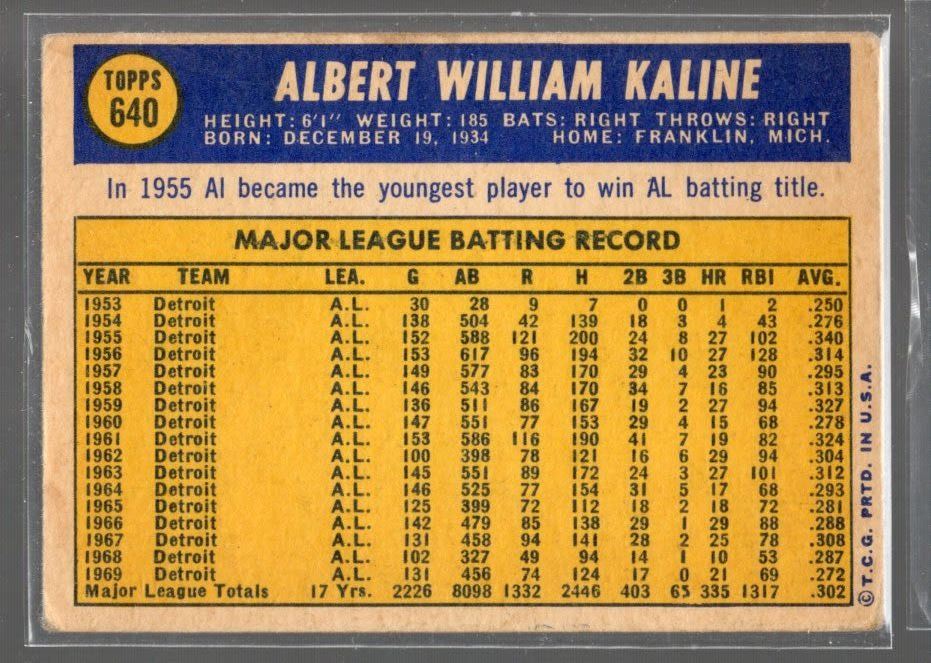 TOPPS
640
ALBERT WILLIAM KALINE
HEIGHT: 6'1" WEIGHT: 185 BATS: RIGHT THROWS: RIGHT
BORN: DECEMBER 19, 1934 HOME: FRANKLIN, MICH.
In 1955 Al became the youngest player to win AL batting title.
MAJOR LEAGUE BATTING RECORD
YEAR TEAM LEA. G AB R H 2B 3B HR RBI AVG.
1953 Detroit A.L. 30 28 9 7 0 0 1 2 .250
1954 Detroit A.L. 138 504 42 139 18 3 4 43 .276
1955 Detroit A.L. 152 588 121 200 24 8 27 102 .340
1956 Detroit A.L. 153 617 96 194 32 10 27 128 .314
1957 Detroit A.L. 149 577 83 170 29 4 23 90 .295
1958 Detroit A.L. 146 543 84 170 34 7 16 85 .313
1959 Detroit A.L. 136 511 86 167 19 2 27 94 .327
1960 Detroit A.L. 147 551 77 153 29 4 15 68 .278
1961 Detroit A.L. 153 586 116 190 41 7 19 82 .324
1962 Detroit A.L. 100 398 78 121 16 6 29 94 .304
1963 Detroit A.L. 145 551 89 172 24 3 27 101 .312
1964 Detroit A.L. 146 525 77 154 31 5 17 68 .293
1965 Detroit A.L. 125 399 72 112 18 2 18 72 .281
1966 Detroit A.L. 142 479 85 138 29 1 29 88 .288
1967 Detroit A.L. 131 458 94 141 28 2 25 78 .308
1968 Detroit A.L. 102 327 49 94 14 1 10 53 .287
1969 Detroit A.L. 131 456 74 124 17 0 21 69 .272
Major League Totals 17 Yrs. 2226 8098 1332 2446 403 65 335 1317 .302
©T.C.G. PRTD. IN U.S.A.